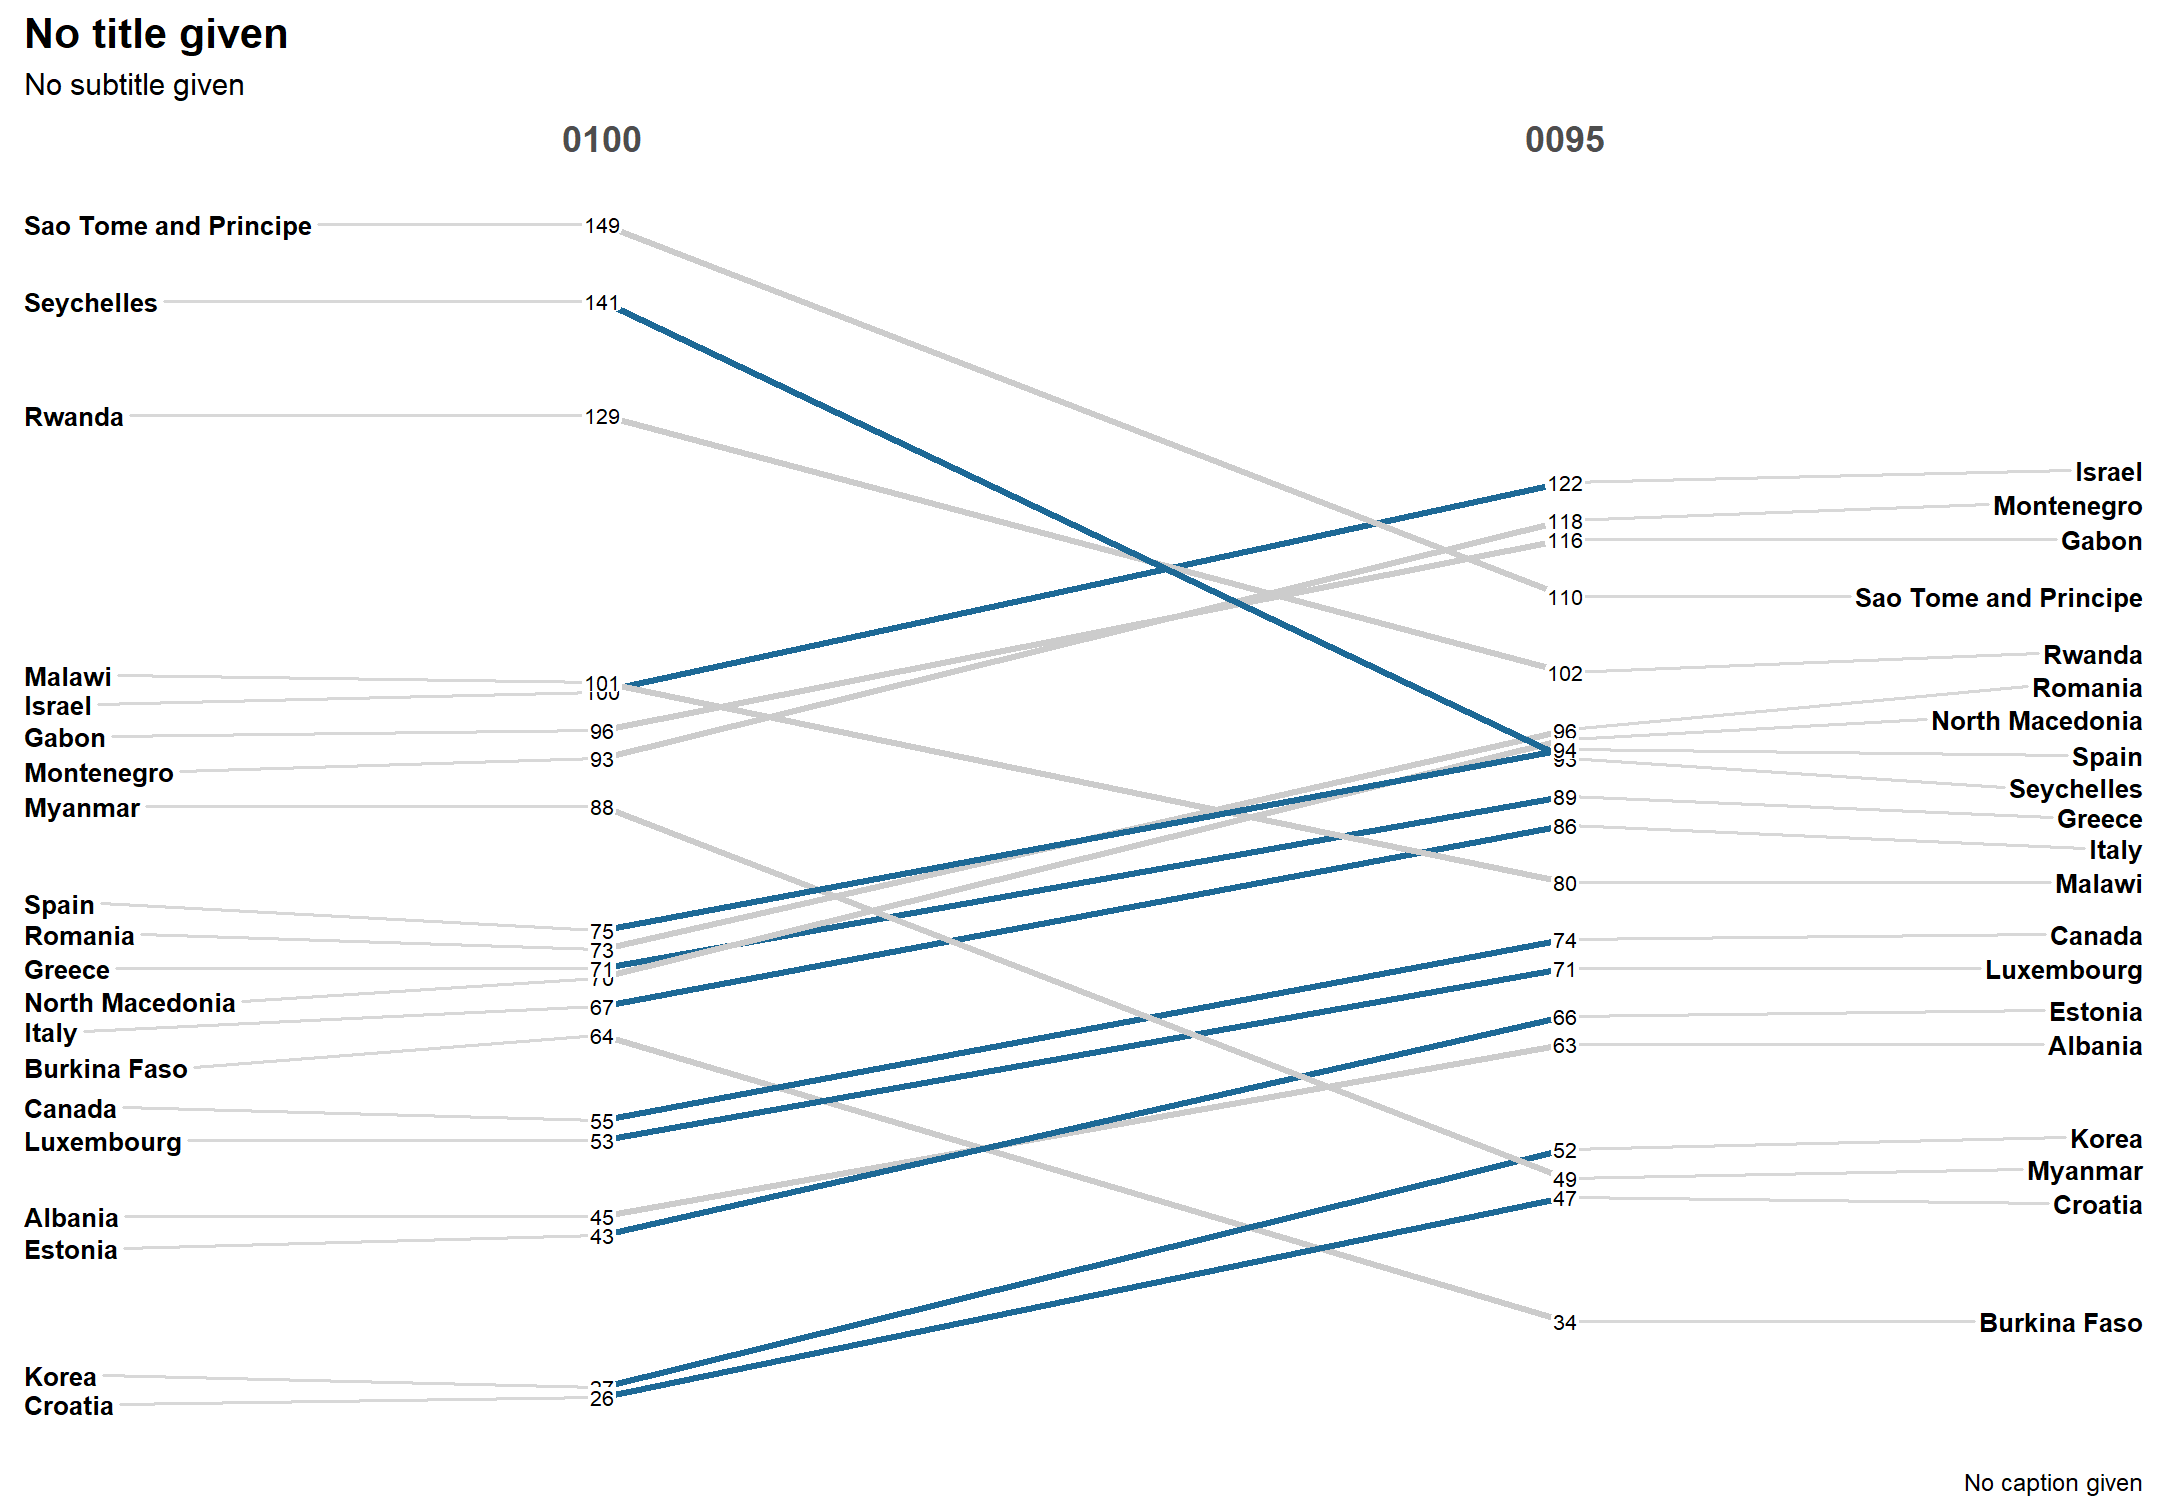 No title given
No subtitle given
0100 0095
Sao Tome and Principe 149
Seychelles 141
Rwanda 129
122 Israel
118 Montenegro
116 Gabon
110 Sao Tome and Principe
102 Rwanda
Malawi 101
Israel 100
Gabon 96
Montenegro 93
Myanmar 88
96 Romania
North Macedonia
94 Spain
93 Seychelles
89 Greece
86 Italy
80 Malawi
Spain 75
Romania 73
Greece 71
North Macedonia 70
Italy 67
Burkina Faso 64
74 Canada
71 Luxembourg
66 Estonia
63 Albania
Canada 55
Luxembourg 53
Albania 45
Estonia 43
52 Korea
49 Myanmar
47 Croatia
34 Burkina Faso
Korea 27
Croatia 26
No caption given